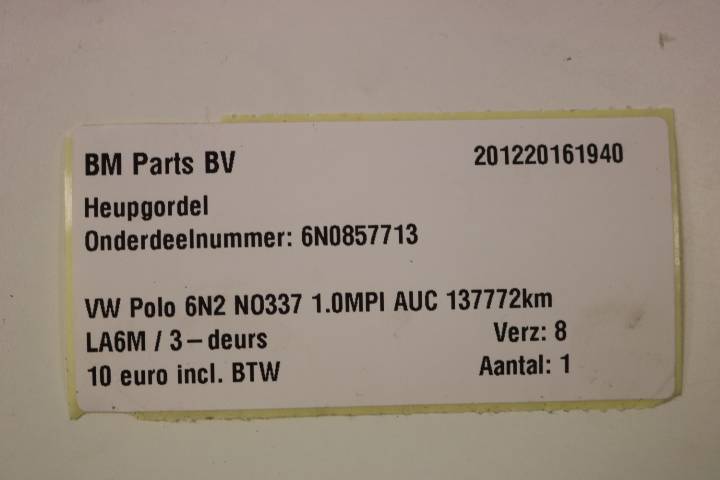 BM Parts BV 201220161940
Heupgordel
Onderdeelnummer: 6N0857713
VW Polo 6N2 NO337 1.0MPI AUC 137772km
LA6M / 3-deurs Verz: 8
10 euro incl. BTW Aantal: 1